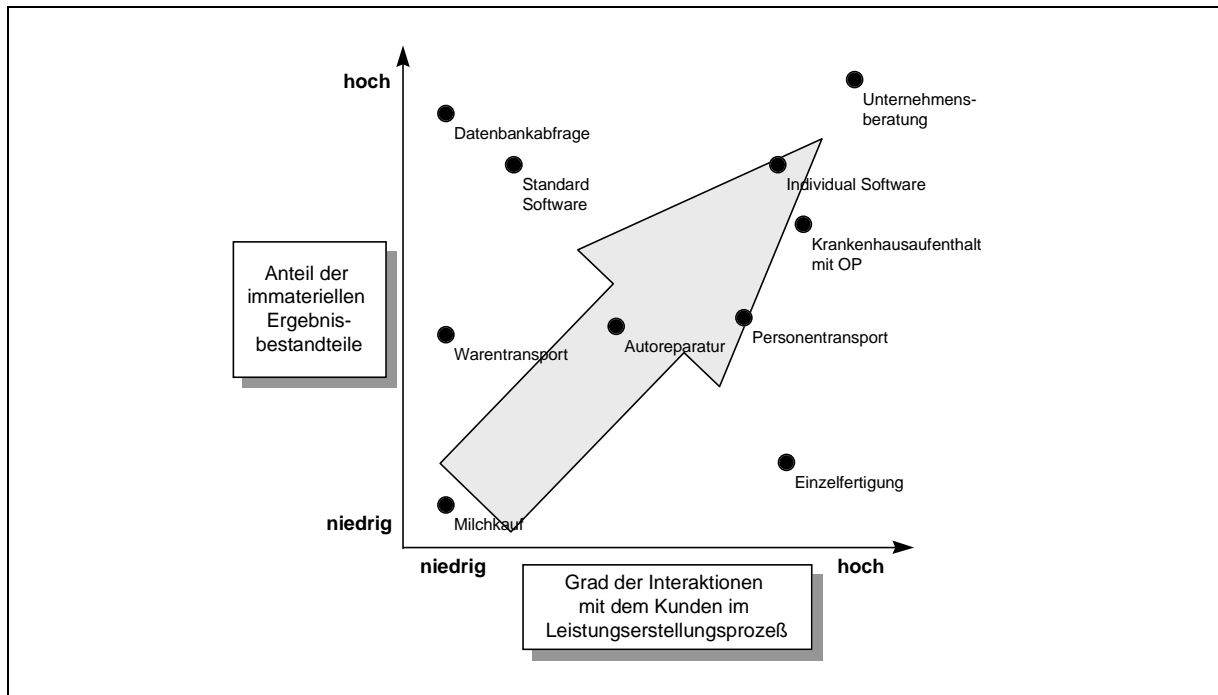 hoch
Unternehmens-
beratung
Datenbankabfrage
Standard
Software
Individual Software
Krankenhausaufenthalt
mit OP
Anteil der
immateriellen
Ergebnis-
bestandteile
Warentransport
Autoreparatur
Personentransport
Einzelfertigung
niedrig
Milchkauf
niedrig
hoch
Grad der Interaktionen
mit dem Kunden im
Leistungserstellungsprozeß